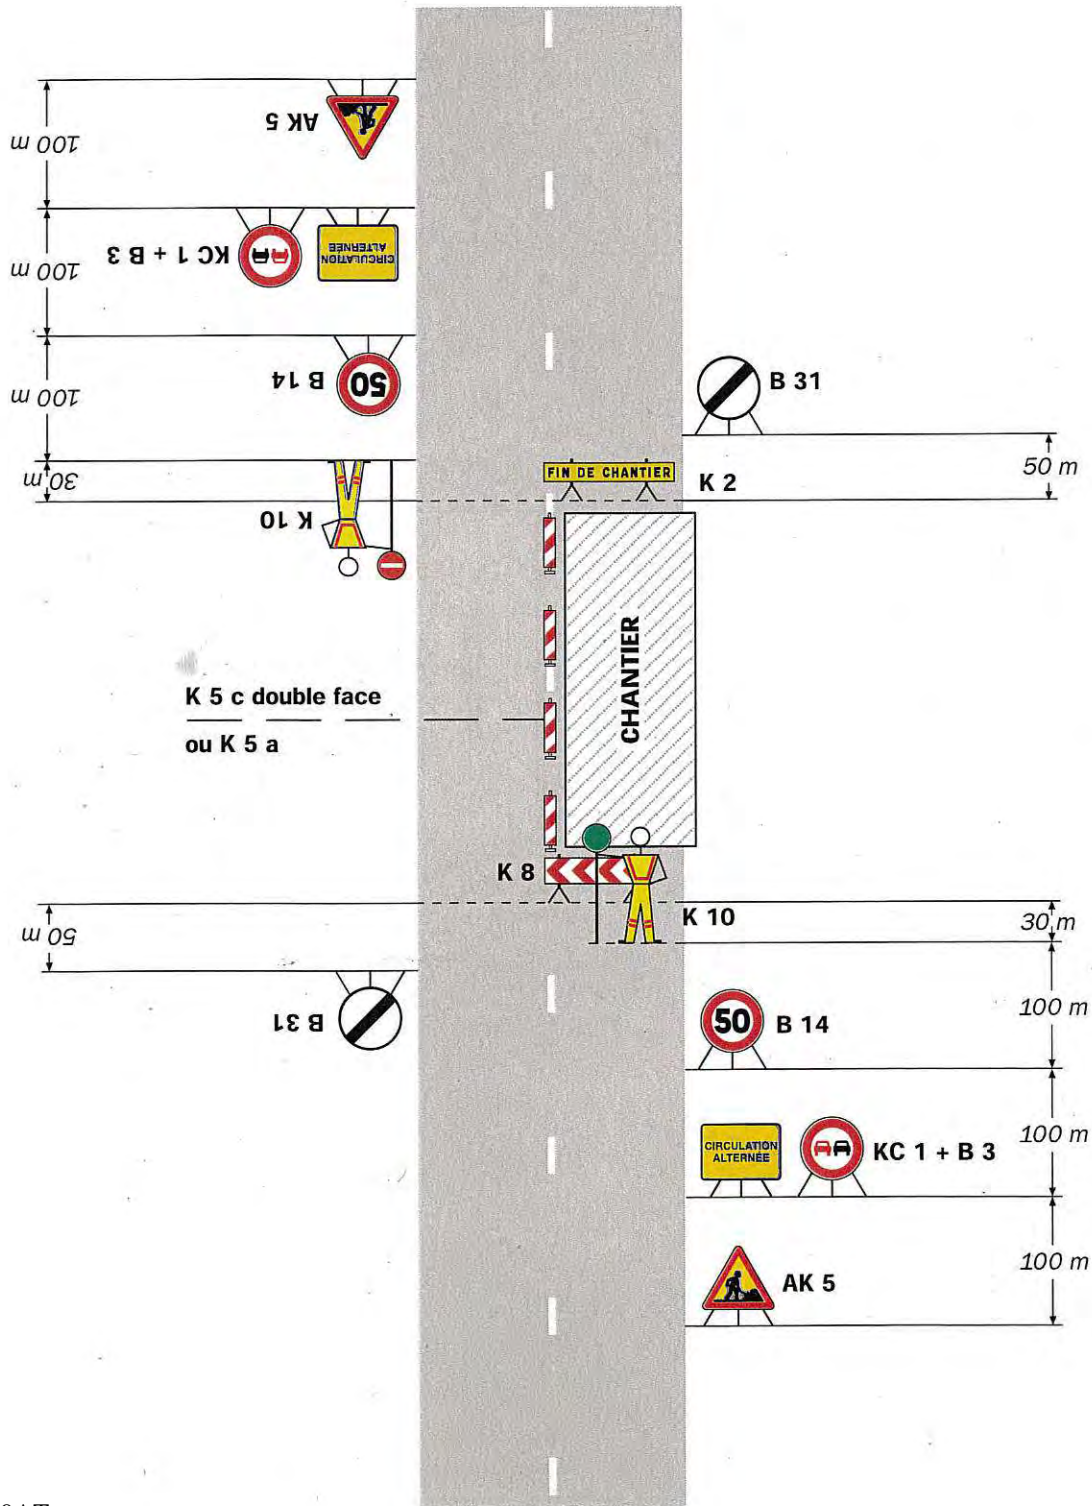 AK 5
100 m
CIRCULATION
ALTERNÉE
KC 1 + B 3
100 m
50
B 14
100 m
B 31
50 m
FIN DE CHANTIER
K 2
30 m
K 10
CHANTIER
K 5 c double face
ou K 5 a
K 8
K 10
30 m
50 m
B 31
50
B 14
100 m
CIRCULATION
ALTERNÉE
KC 1 + B 3
100 m
AK 5
100 m